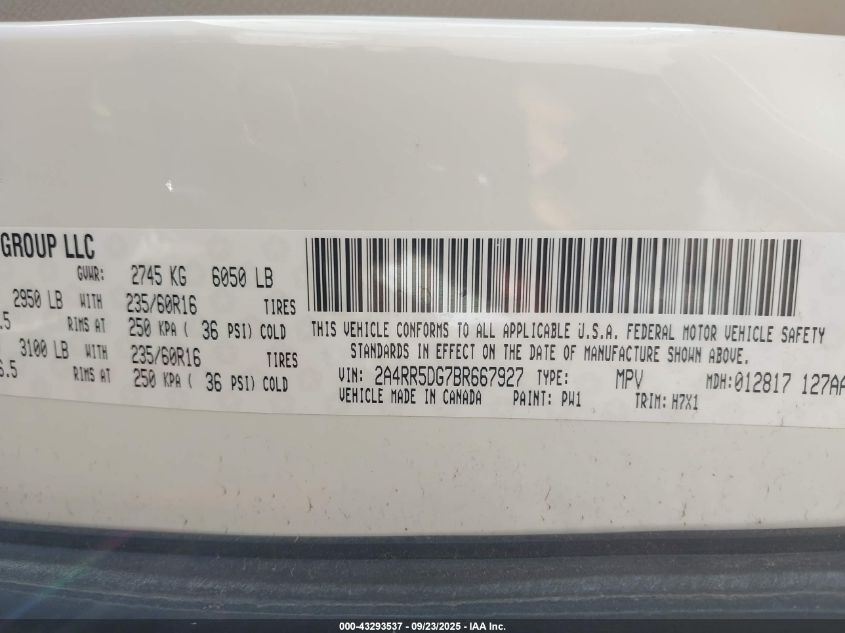 GROUP LLC
GVWR: 2745 KG 6050 LB
2950 LB WITH 235/60R16 TIRES
.5 RIMS AT 250 KPA ( 36 PSI) COLD
3100 LB WITH 235/60R16 TIRES
6.5 RIMS AT 250 KPA ( 36 PSI) COLD
THIS VEHICLE CONFORMS TO ALL APPLICABLE U.S.A. FEDERAL MOTOR VEHICLE SAFETY
STANDARDS IN EFFECT ON THE DATE OF MANUFACTURE SHOWN ABOVE.
VIN: 2A4RR5DG7BR667927 TYPE: MPV MDH:012817 127AA
VEHICLE MADE IN CANADA PAINT: PW1 TRIM: H7X1
000-43293537 - 09/23/2025 - IAA Inc.